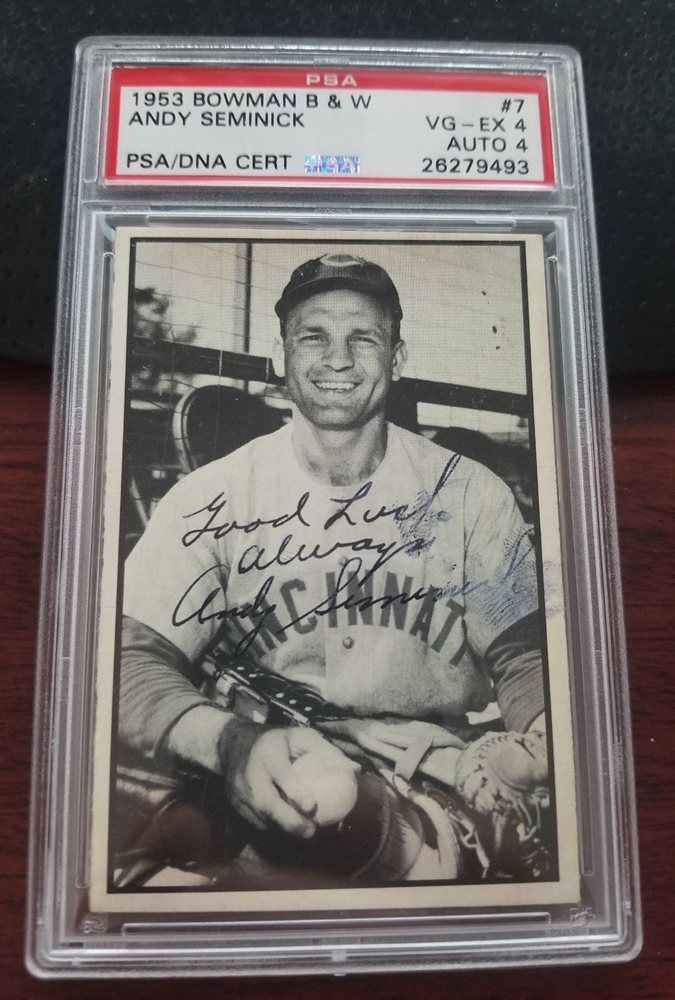 PSA
1953 BOWMAN B & W #7
ANDY SEMINICK VG-EX 4
AUTO 4
PSA/DNA CERT PSA 26279493
Good Luck
always
Andy Seminick
CINCINNATI